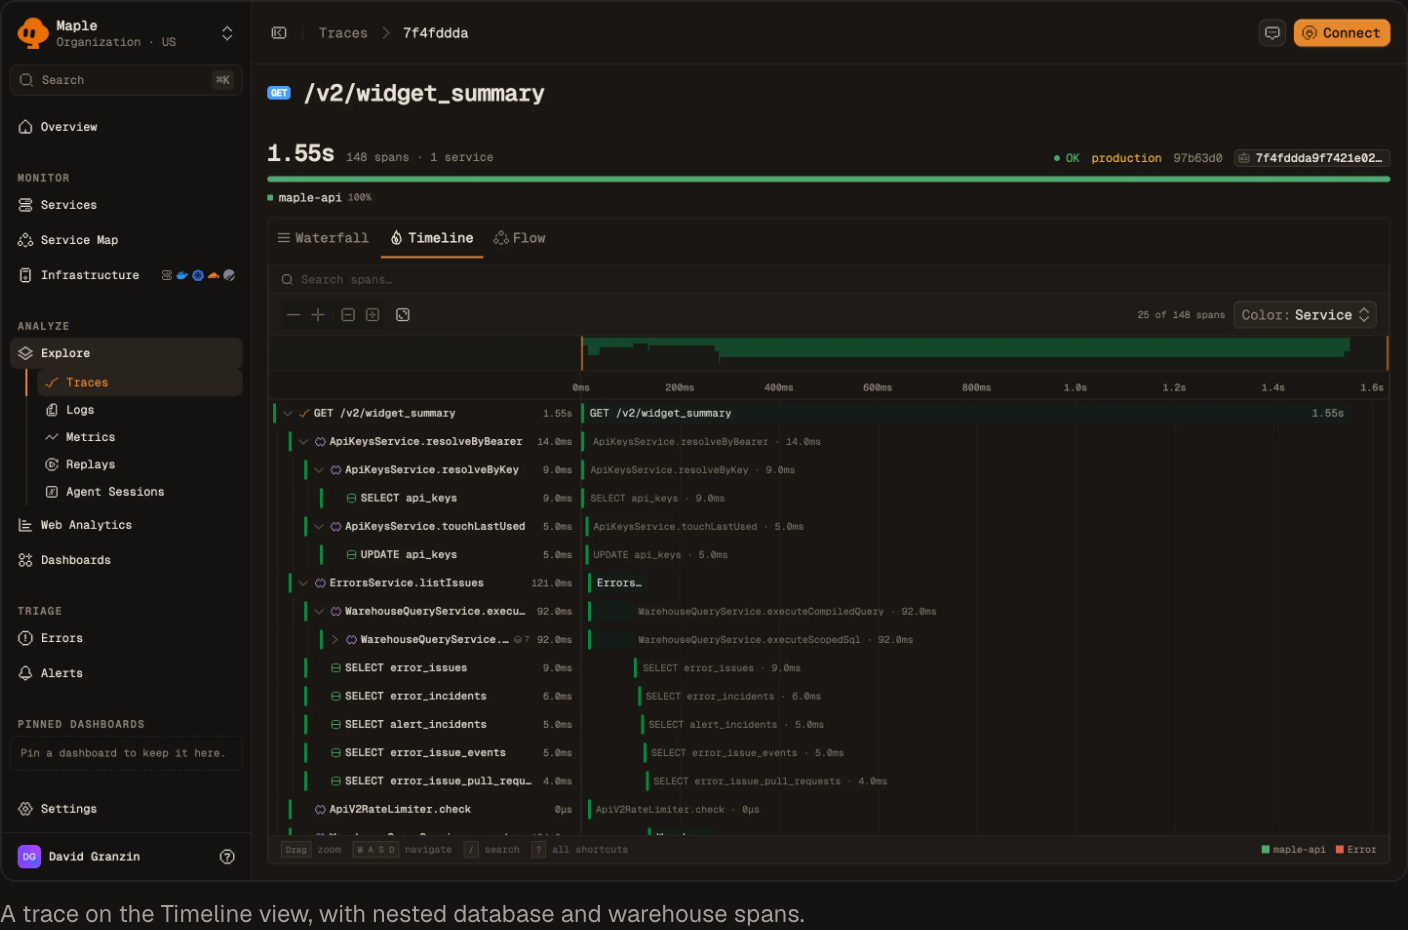 Maple
Organization · US
Search ⌘K
Overview
MONITOR
Services
Service Map
Infrastructure
ANALYZE
Explore
Traces
Logs
Metrics
Replays
Agent Sessions
Web Analytics
Dashboards
TRIAGE
Errors
Alerts
PINNED DASHBOARDS
Pin a dashboard to keep it here.
Settings
DG David Granzin
Traces 7f4fddda
Connect
GET /v2/widget_summary
1.55s 148 spans · 1 service
OK production 97b63d0 7f4fddda9f7421e02…
maple-api 100%
Waterfall Timeline Flow
Search spans…
25 of 148 spans Color: Service
0ms 200ms 400ms 600ms 800ms 1.0s 1.2s 1.4s 1.6s
GET /v2/widget_summary 1.55s GET /v2/widget_summary 1.55s
ApiKeysService.resolveByBearer 14.0ms ApiKeysService.resolveByBearer · 14.0ms
ApiKeysService.resolveByKey 9.0ms ApiKeysService.resolveByKey · 9.0ms
SELECT api_keys 9.0ms SELECT api_keys · 9.0ms
ApiKeysService.touchLastUsed 5.0ms ApiKeysService.touchLastUsed · 5.0ms
UPDATE api_keys 5.0ms UPDATE api_keys · 5.0ms
ErrorsService.listIssues 121.0ms Errors…
WarehouseQueryService.execu… 92.0ms WarehouseQueryService.executeCompiledQuery · 92.0ms
WarehouseQueryService.… 7 92.0ms WarehouseQueryService.executeScopedSql · 92.0ms
SELECT error_issues 9.0ms SELECT error_issues · 9.0ms
SELECT error_incidents 6.0ms SELECT error_incidents · 6.0ms
SELECT alert_incidents 5.0ms SELECT alert_incidents · 5.0ms
SELECT error_issue_events 5.0ms SELECT error_issue_events · 5.0ms
SELECT error_issue_pull_requ… 4.0ms SELECT error_issue_pull_requests · 4.0ms
ApiV2RateLimiter.check 0µs ApiV2RateLimiter.check · 0µs
Drag zoom W A S D navigate / search ? all shortcuts maple-api Error
A trace on the Timeline view, with nested database and warehouse spans.